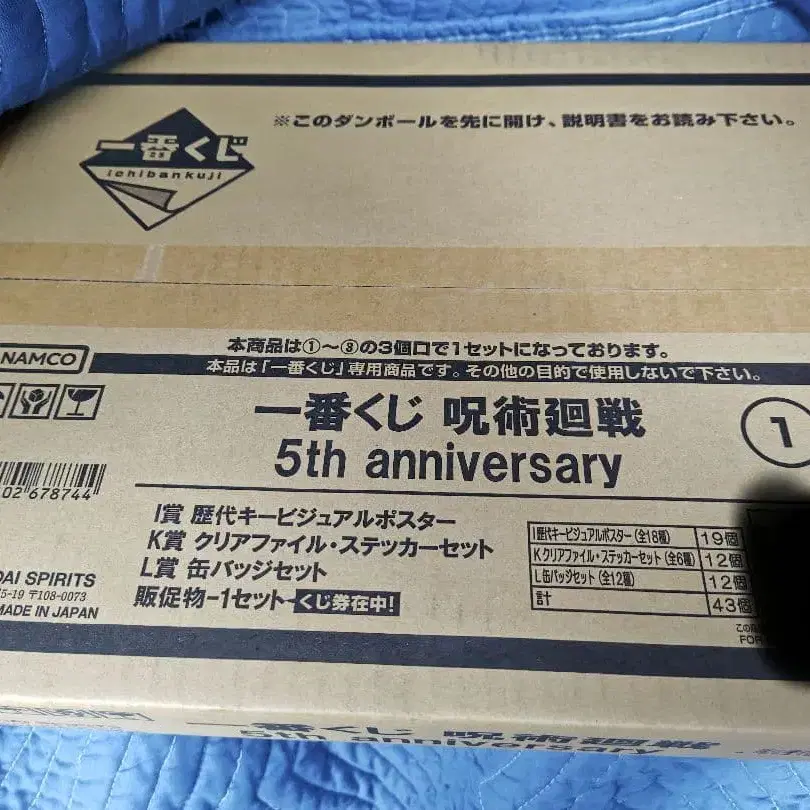 一番くじ
ichibankuji
※このダンボールを先に開け、説明書をお読み下さい。
本商品は①〜③の3個口で1セットになっております。
NAMCO
本品は「一番くじ」専用商品です。その他の目的で使用しないで下さい。
一番くじ 呪術廻戦
5th anniversary
1
02678744
I賞 歴代キービジュアルポスター
K賞 クリアファイル・ステッカーセット
L賞 缶バッジセット
販促物-1セット くじ券在中!
I歴代キービジュアルポスター(全18種) 19個
Kクリアファイル・ステッカーセット(全6種) 12個
L缶バッジセット(全12種) 12個
計 43個
DAI SPIRITS
5-19 〒108-0073
MADE IN JAPAN
FOR
一番くじ 呪術廻戦
5th anniversary